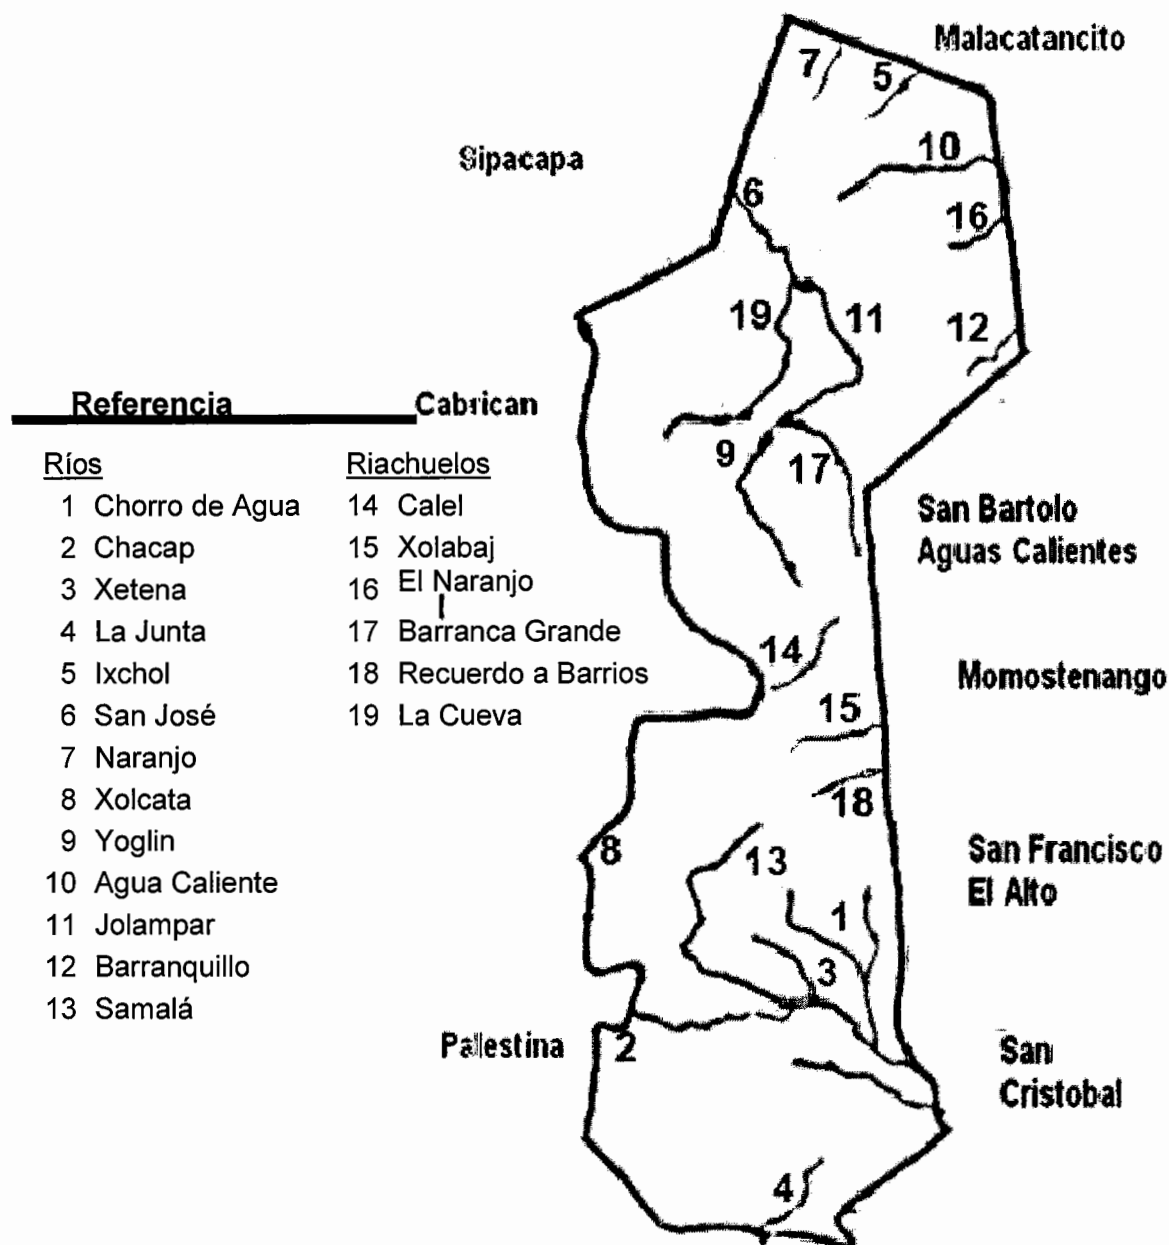 Malacatancito
7
5
Sipacapa
10
6
16
19
11
12
Referencia
Cabrican
9
17
Ríos
1 Chorro de Agua
2 Chacap
3 Xetena
4 La Junta
5 Ixchol
6 San José
7 Naranjo
8 Xolcata
9 Yoglin
10 Agua Caliente
11 Jolampar
12 Barranquillo
13 Samalá
Riachuelos
14 Calel
15 Xolabaj
16 El Naranjo
17 Barranca Grande
18 Recuerdo a Barrios
19 La Cueva
San Bartolo
Aguas Calientes
14
Momostenango
15
18
8
13
San Francisco
El Alto
1
3
Palestina
2
San
Cristobal
4